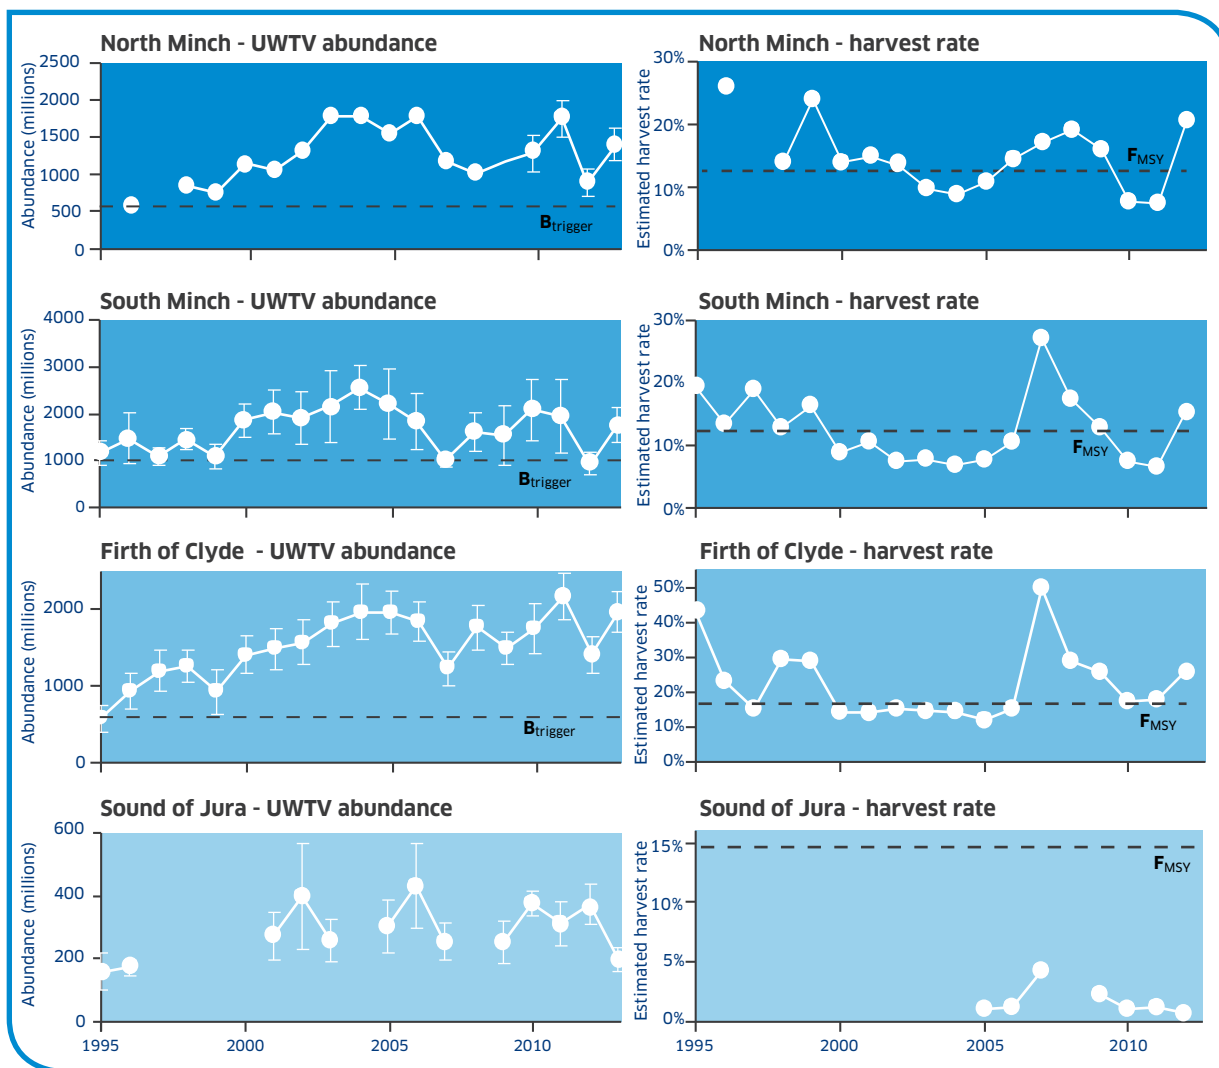 North Minch - UWTV abundance
Abundance (millions)
2500
2000
1500
1000
500
0
Btrigger
North Minch - harvest rate
Estimated harvest rate
30%
20%
10%
0%
FMSY
South Minch - UWTV abundance
Abundance (millions)
4000
3000
2000
1000
0
Btrigger
South Minch - harvest rate
Estimated harvest rate
30%
20%
10%
0%
FMSY
Firth of Clyde - UWTV abundance
Abundance (millions)
2000
1000
0
Btrigger
Firth of Clyde - harvest rate
Estimated harvest rate
50%
40%
30%
20%
10%
0%
FMSY
Sound of Jura - UWTV abundance
Abundance (millions)
600
400
200
0
1995 2000 2005 2010
Sound of Jura - harvest rate
Estimated harvest rate
15%
10%
5%
0%
FMSY
1995 2000 2005 2010